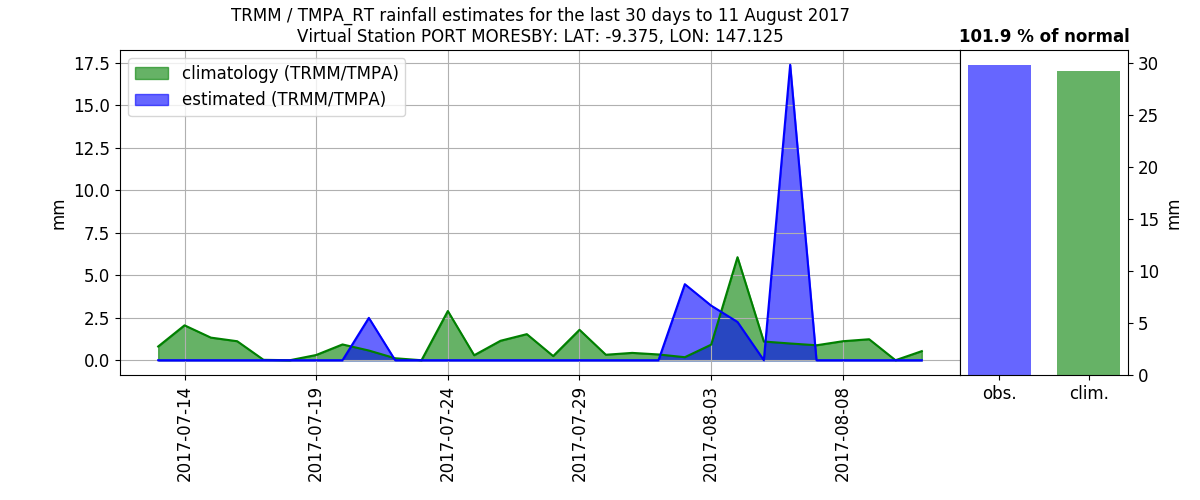 TRMM / TMPA_RT rainfall estimates for the last 30 days to 11 August 2017
Virtual Station PORT MORESBY: LAT: -9.375, LON: 147.125
101.9 % of normal
climatology (TRMM/TMPA)
estimated (TRMM/TMPA)
17.5
15.0
12.5
10.0
7.5
5.0
2.5
0.0
mm
2017-07-14
2017-07-19
2017-07-24
2017-07-29
2017-08-03
2017-08-08
30
25
20
15
10
5
0
mm
obs.
clim.